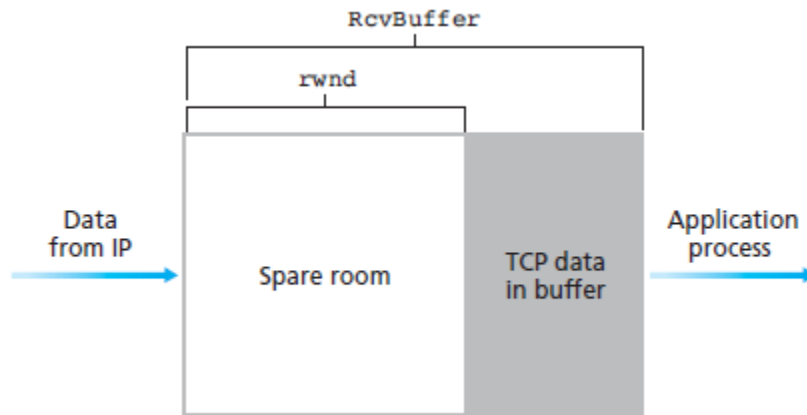 RcvBuffer
rwnd
Data
from IP
Spare room
TCP data
in buffer
Application
process